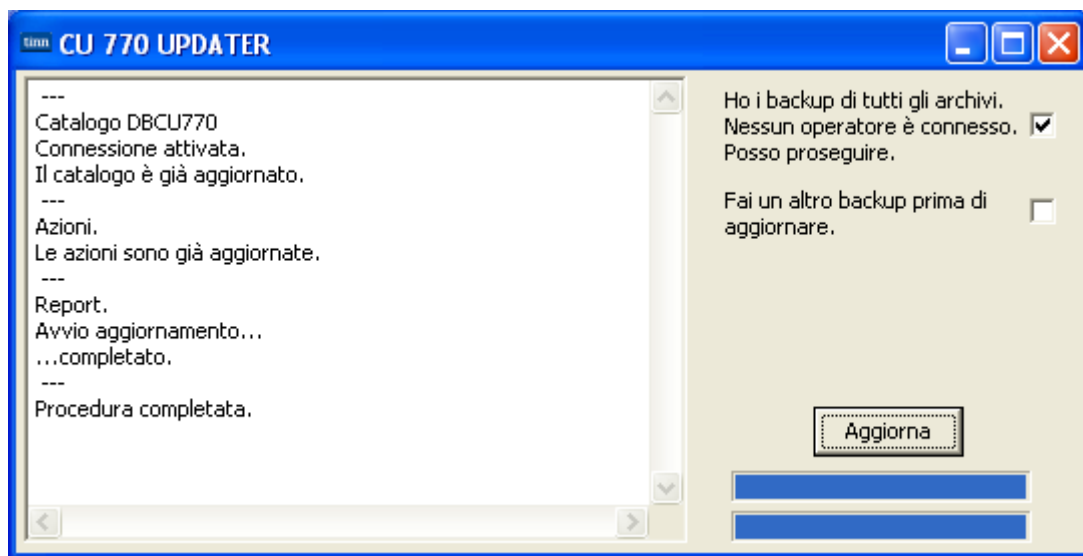 tinn CU 770 UPDATER
---
Catalogo DBCU770
Connessione attivata.
Il catalogo è già aggiornato.
---
Azioni.
Le azioni sono già aggiornate.
---
Report.
Avvio aggiornamento...
...completato.
---
Procedura completata.
Ho i backup di tutti gli archivi.
Nessun operatore è connesso.
Posso proseguire.
Fai un altro backup prima di
aggiornare.
Aggiorna